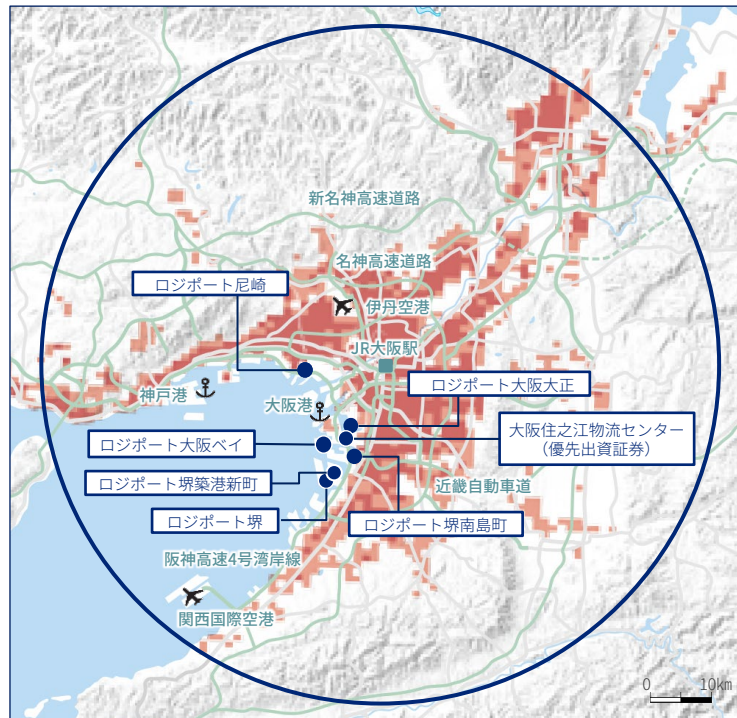 新名神高速道路
名神高速道路
ロジポート尼崎
伊丹空港
JR大阪駅
ロジポート大阪大正
神戸港
大阪港
大阪住之江物流センター
（優先出資証券）
ロジポート大阪ベイ
ロジポート堺築港新町
近畿自動車道
ロジポート堺
ロジポート堺南島町
阪神高速4号湾岸線
関西国際空港
0 10km